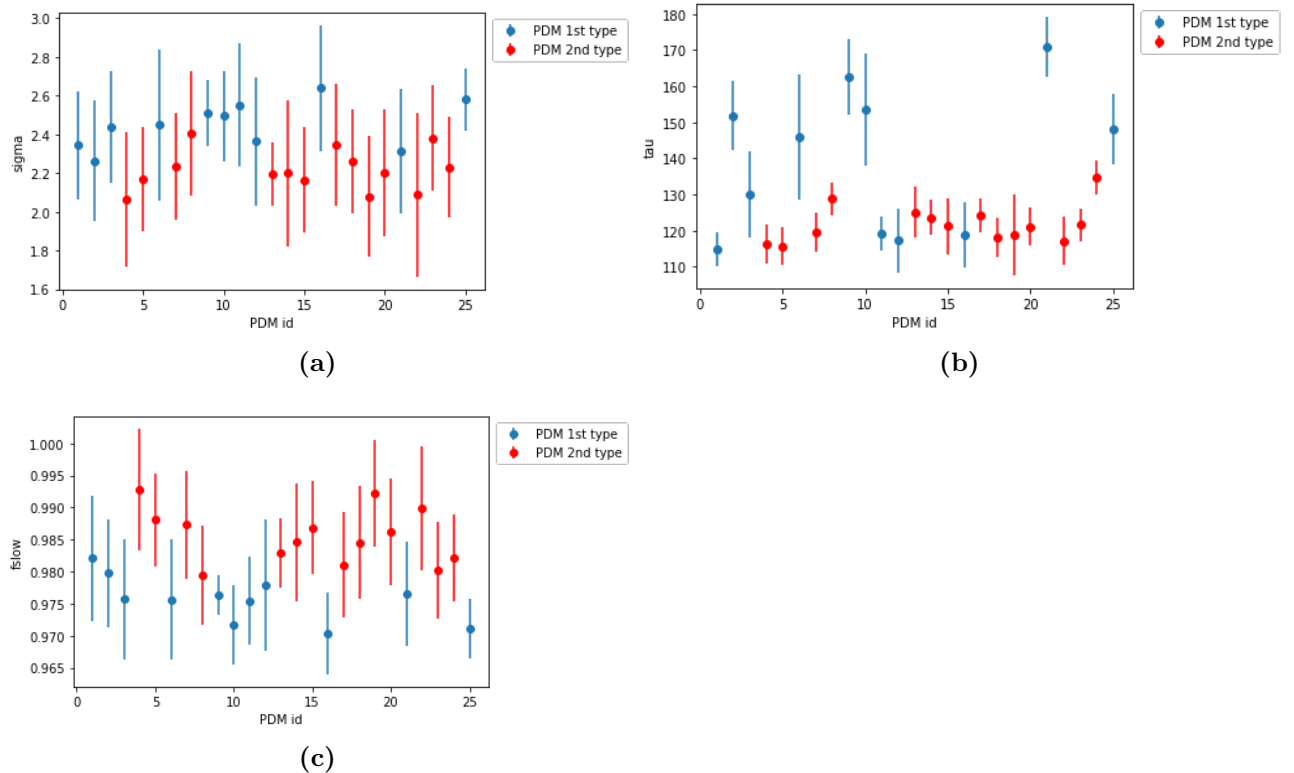 3.0
2.8
2.6
2.4
2.2
2.0
1.8
1.6
sigma
0 5 10 15 20 25
PDM id
PDM 1st type
PDM 2nd type
(a)
180
170
160
150
140
130
120
110
tau
0 5 10 15 20 25
PDM id
PDM 1st type
PDM 2nd type
(b)
1.000
0.995
0.990
0.985
0.980
0.975
0.970
0.965
fslow
0 5 10 15 20 25
PDM id
PDM 1st type
PDM 2nd type
(c)